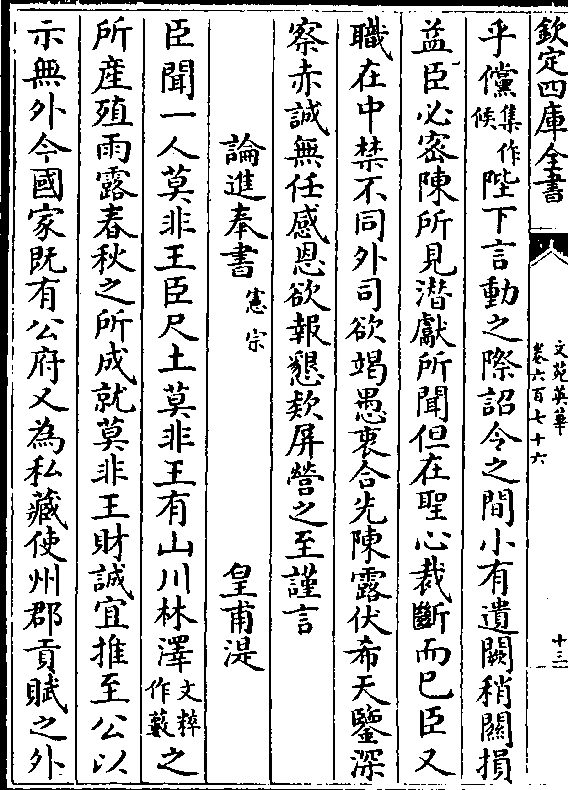 欽定四庫全書
文苑英華
卷六百七十六
十三
乎儻集作候陛下言動之際詔令之間小有遺闕稍關損
益臣必密陳所見潜獻所聞但在聖心裁斷而已臣又
職在中禁不同外司欲竭愚衷合先陳露伏希天鑒深
察赤誠無任感恩欲報懇欵屏營之至謹言
論進奉書憲宗 皇甫湜
臣聞一人莫非王臣尺土莫非王有山川林澤文粹作藪之
所產殖雨露春秋之所成就莫非王財誠宜推至公以
示無外今國家既有公府又為私藏使州郡貢賦之外